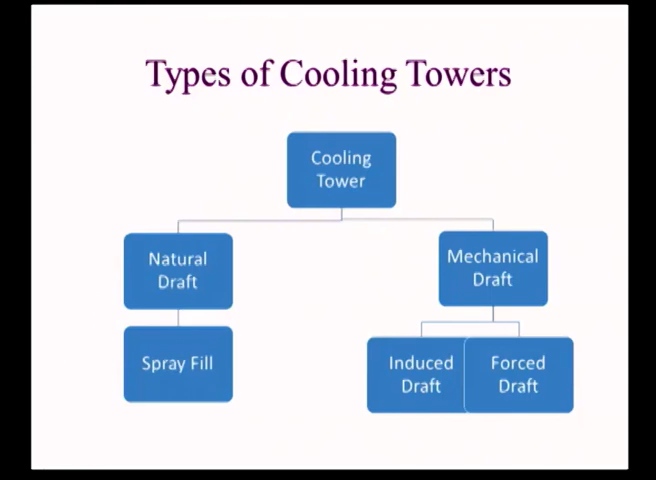 Types of Cooling Towers
Cooling
Tower
Natural
Draft
Mechanical
Draft
Spray Fill
Induced
Draft
Forced
Draft